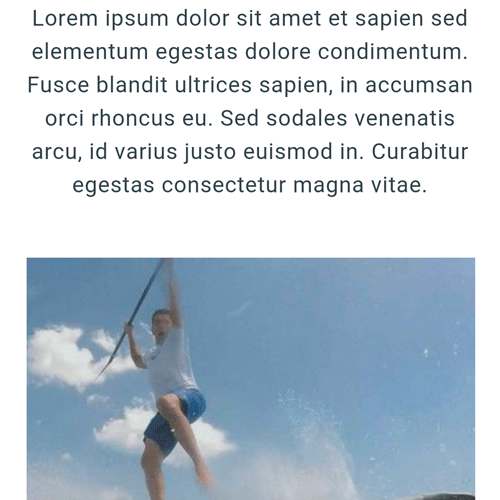 Lorem ipsum dolor sit amet et sapien sed
elementum egestas dolore condimentum.
Fusce blandit ultrices sapien, in accumsan
orci rhoncus eu. Sed sodales venenatis
arcu, id varius justo euismod in. Curabitur
egestas consectetur magna vitae.